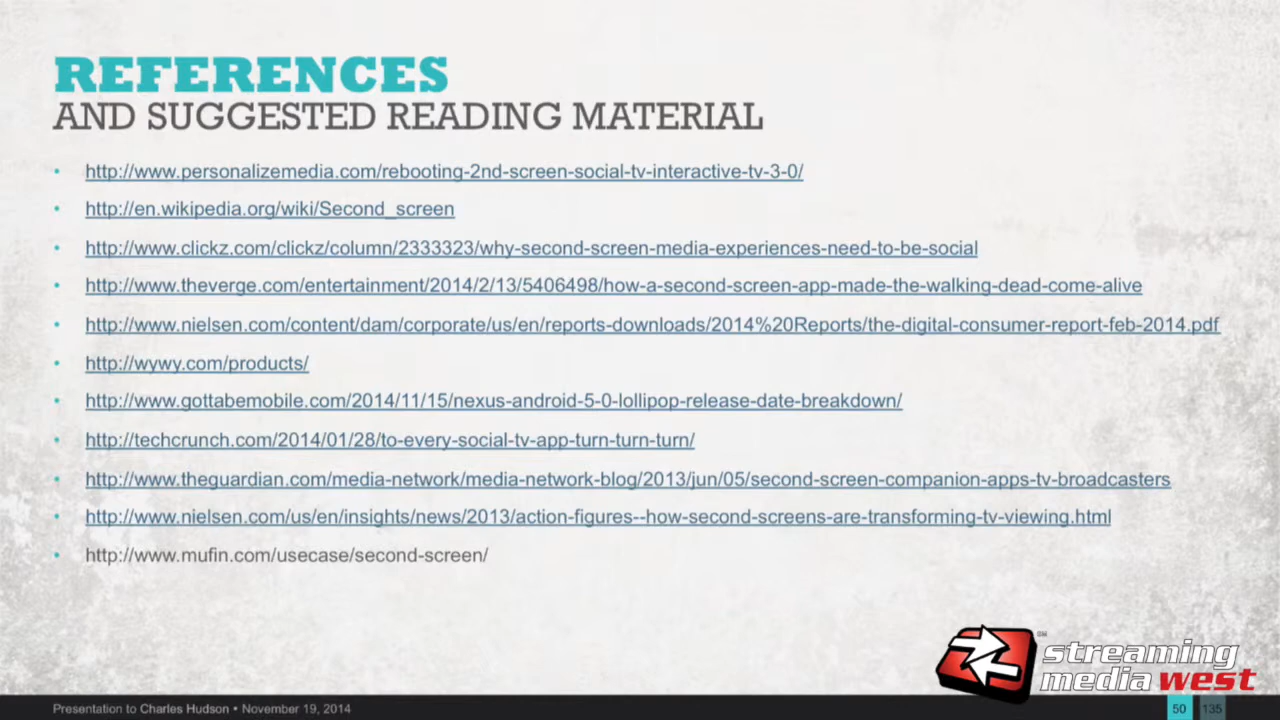 REFERENCES
AND SUGGESTED READING MATERIAL
• http://www.personalizemedia.com/rebooting-2nd-screen-social-tv-interactive-tv-3-0/
• http://en.wikipedia.org/wiki/Second_screen
• http://www.clickz.com/clickz/column/2333323/why-second-screen-media-experiences-need-to-be-social
• http://www.theverge.com/entertainment/2014/2/13/5406498/how-a-second-screen-app-made-the-walking-dead-come-alive
• http://www.nielsen.com/content/dam/corporate/us/en/reports-downloads/2014%20Reports/the-digital-consumer-report-feb-2014.pdf
• http://wywy.com/products/
• http://www.gottabemobile.com/2014/11/15/nexus-android-5-0-lollipop-release-date-breakdown/
• http://techcrunch.com/2014/01/28/to-every-social-tv-app-turn-turn-turn/
• http://www.theguardian.com/media-network/media-network-blog/2013/jun/05/second-screen-companion-apps-tv-broadcasters
• http://www.nielsen.com/us/en/insights/news/2013/action-figures--how-second-screens-are-transforming-tv-viewing.html
• http://www.mufin.com/usecase/second-screen/
SM
streaming
media west
Presentation to Charles Hudson • November 19, 2014
50 135